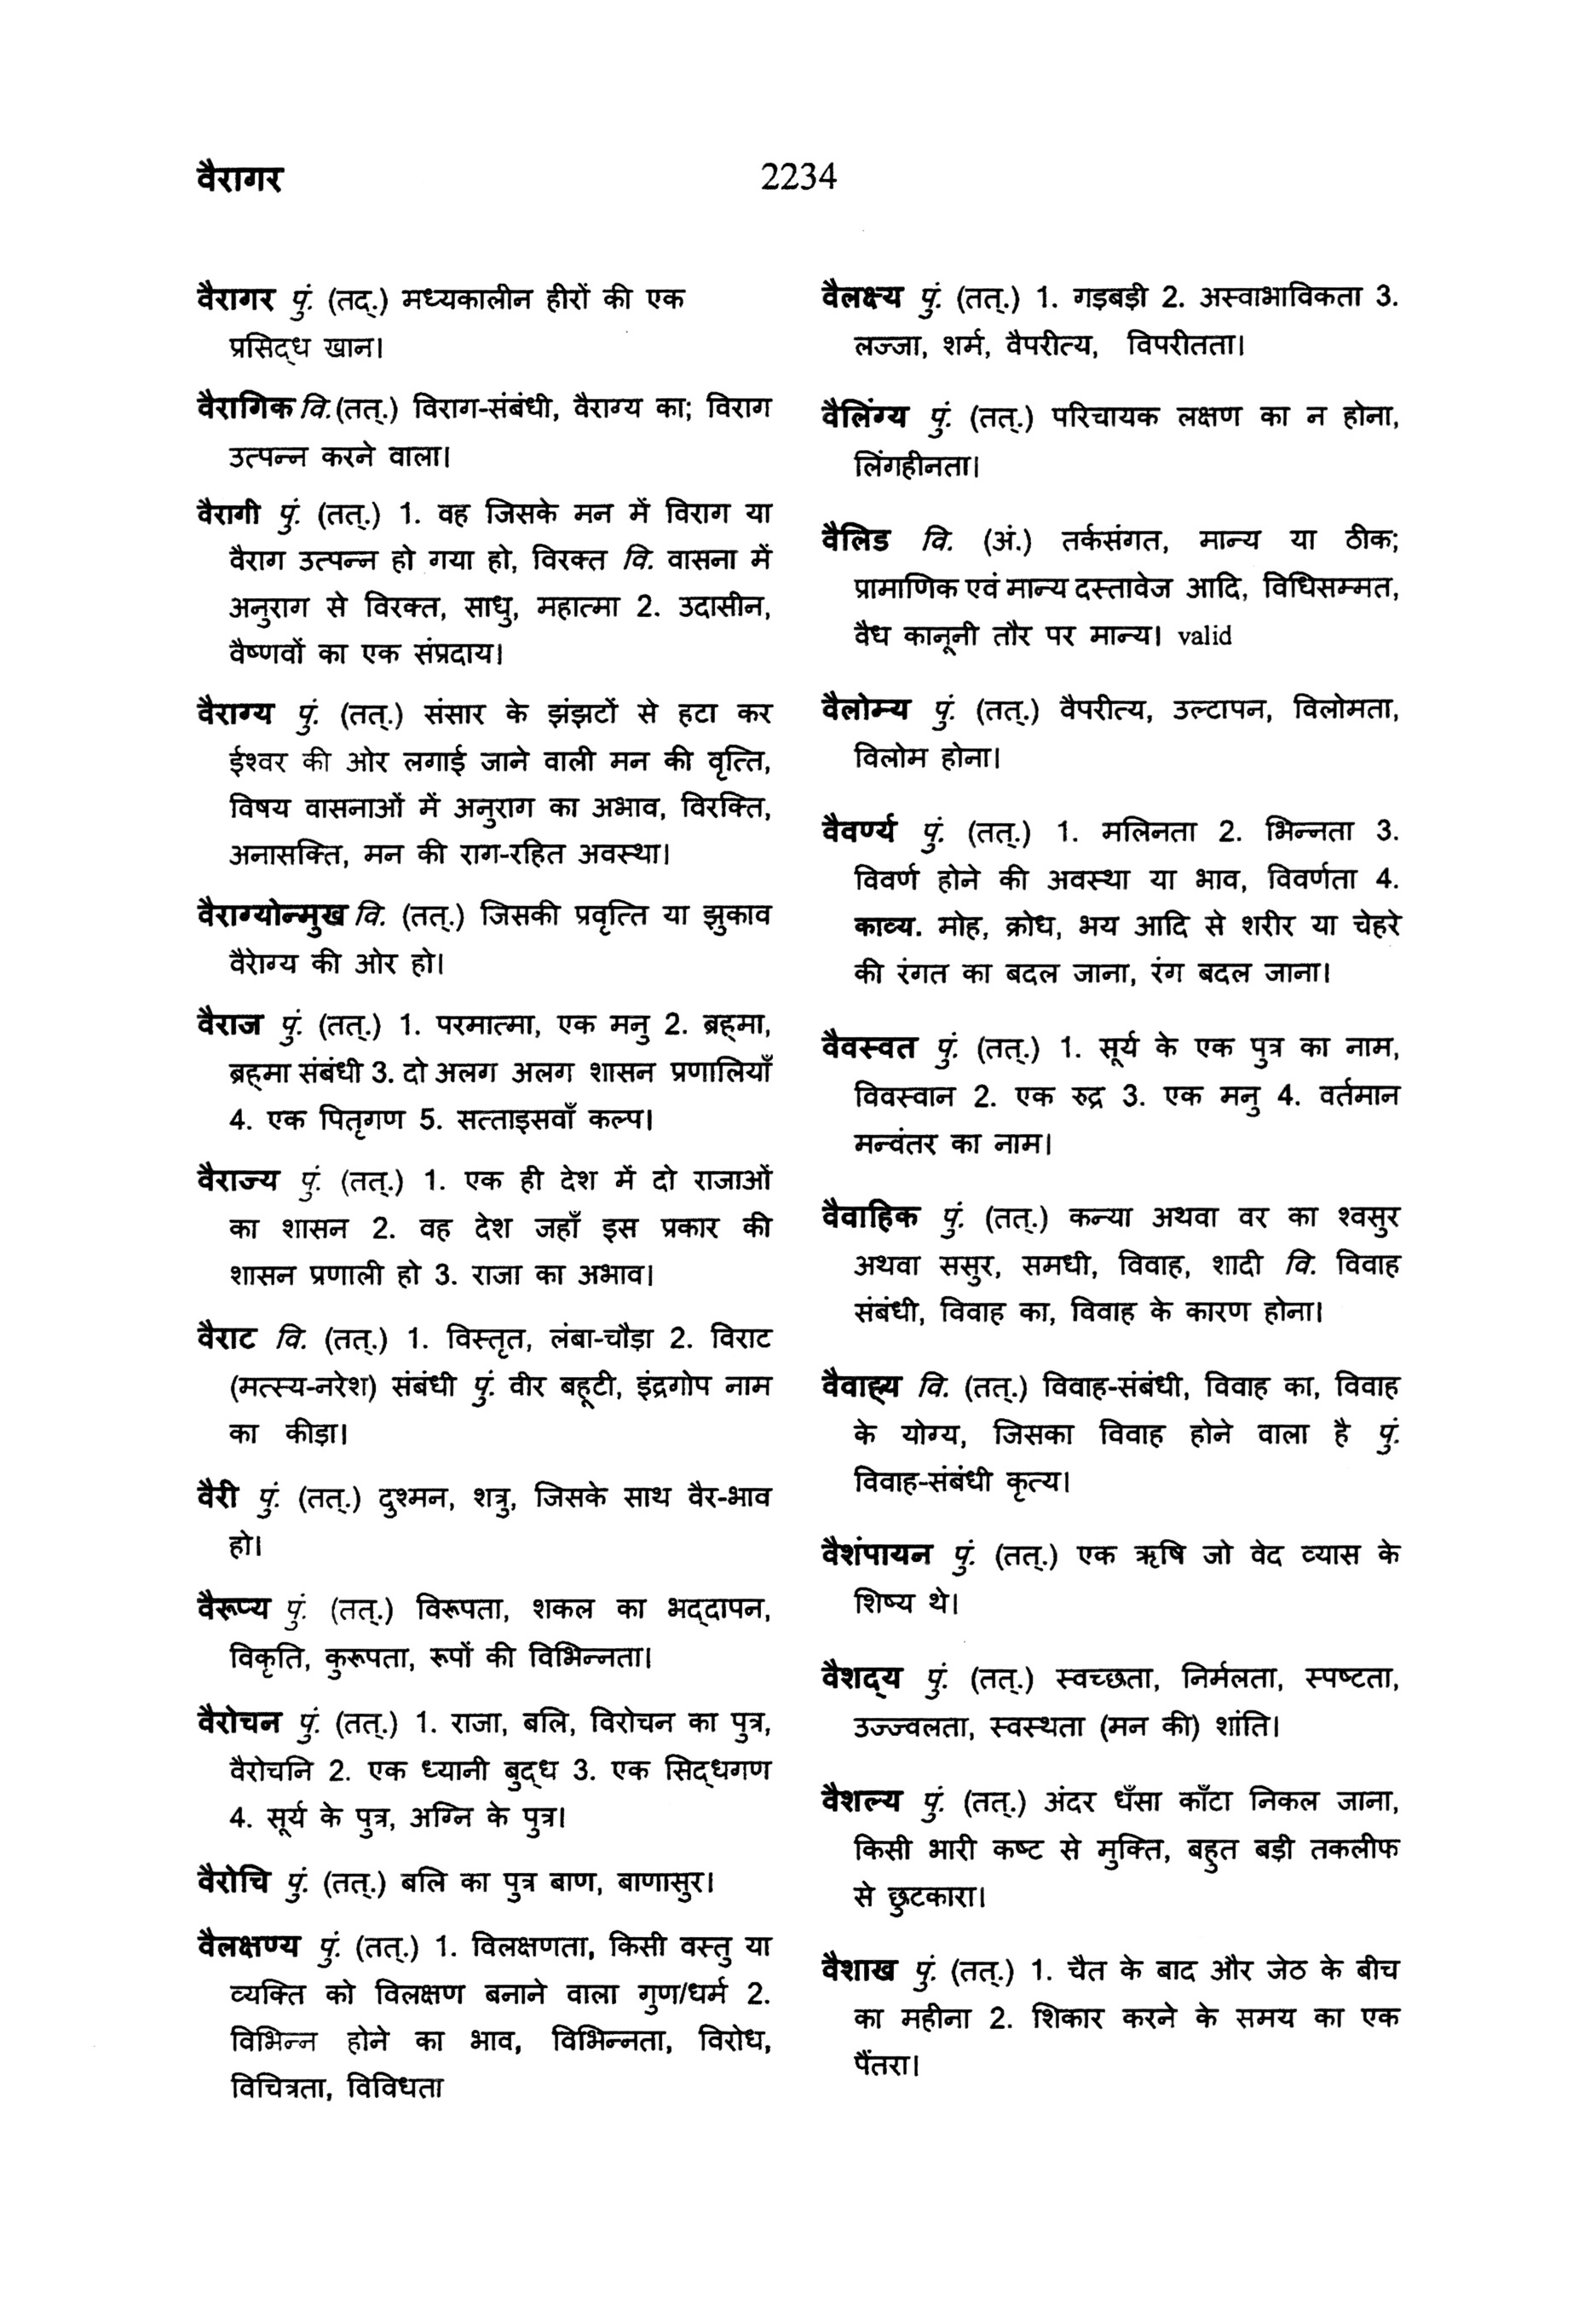 वैरागर
2234
वैरागर पुं. (तद्.) मध्यकालीन हीरों की एक
प्रसिद्ध खान।
वैरागिक वि.(तत्.) विराग-संबंधी, वैराग्य का; विराग
उत्पन्न करने वाला।
वैरागी पुं. (तत्.) 1. वह जिसके मन में विराग या
वैराग उत्पन्न हो गया हो, विरक्त वि. वासना में
अनुराग से विरक्त, साधु, महात्मा 2. उदासीन,
वैष्णवों का एक संप्रदाय।
वैराग्य पुं. (तत्.) संसार के झंझटों से हटा कर
ईश्वर की ओर लगाई जाने वाली मन की वृत्ति,
विषय वासनाओं में अनुराग का अभाव, विरक्ति,
अनासक्ति, मन की राग-रहित अवस्था।
वैराग्योन्मुख वि. (तत्.) जिसकी प्रवृत्ति या झुकाव
वैराेग्य की ओर हो।
वैराज पुं. (तत्.) 1. परमात्मा, एक मनु 2. ब्रह्मा,
ब्रह्मा संबंधी 3. दो अलग अलग शासन प्रणालियाँ
4. एक पितृगण 5. सत्ताइसवाँ कल्प।
वैराज्य पुं. (तत्.) 1. एक ही देश में दो राजाओं
का शासन 2. वह देश जहाँ इस प्रकार की
शासन प्रणाली हो 3. राजा का अभाव।
वैराट वि. (तत्.) 1. विस्तृत, लंबा-चौड़ा 2. विराट
(मत्स्य-नरेश) संबंधी पुं. वीर बहूटी, इंद्रगोप नाम
का कीड़ा।
वैरी पुं. (तत्.) दुश्मन, शत्रु, जिसके साथ वैर-भाव
हो।
वैरूप्य पुं. (तत्.) विरूपता, शकल का भद्दापन,
विकृति, कुरूपता, रूपों की विभिन्नता।
वैरोचन पुं. (तत्.) 1. राजा, बलि, विरोचन का पुत्र,
वैरोचनि 2. एक ध्यानी बुद्ध 3. एक सिद्धगण
4. सूर्य के पुत्र, अग्नि के पुत्र।
वैरोचि पुं. (तत्.) बलि का पुत्र बाण, बाणासुर।
वैलक्षण्य पुं. (तत्.) 1. विलक्षणता, किसी वस्तु या
व्यक्ति को विलक्षण बनाने वाला गुण/धर्म 2.
विभिन्न होने का भाव, विभिन्नता, विरोध,
विचित्रता, विविधता
वैलक्ष्य पुं. (तत्.) 1. गड़बड़ी 2. अस्वाभाविकता 3.
लज्जा, शर्म, वैपरीत्य, विपरीतता।
वैलिंग्य पुं. (तत्.) परिचायक लक्षण का न होना,
लिंगहीनता।
वैलिड वि. (अं.) तर्कसंगत, मान्य या ठीक;
प्रामाणिक एवं मान्य दस्तावेज आदि, विधिसम्मत,
वैध कानूनी तौर पर मान्य। valid
वैलोम्य पुं. (तत्.) वैपरीत्य, उल्टापन, विलोमता,
विलोम होना।
वैवर्ण्य पुं. (तत्.) 1. मलिनता 2. भिन्नता 3.
विवर्ण होने की अवस्था या भाव, विवर्णता 4.
काव्य. मोह, क्रोध, भय आदि से शरीर या चेहरे
की रंगत का बदल जाना, रंग बदल जाना।
वैवस्वत पुं. (तत्.) 1. सूर्य के एक पुत्र का नाम,
विवस्वान 2. एक रुद्र 3. एक मनु 4. वर्तमान
मन्वंतर का नाम।
वैवाहिक पुं. (तत्.) कन्या अथवा वर का श्वसुर
अथवा ससुर, समधी, विवाह, शादी वि. विवाह
संबंधी, विवाह का, विवाह के कारण होना।
वैवाह्य वि. (तत्.) विवाह-संबंधी, विवाह का, विवाह
के योग्य, जिसका विवाह होने वाला है पुं.
विवाह-संबंधी कृत्य।
वैशंपायन पुं. (तत्.) एक ऋषि जो वेद व्यास के
शिष्य थे।
वैशद्य पुं. (तत्.) स्वच्छता, निर्मलता, स्पष्टता,
उज्ज्वलता, स्वस्थता (मन की) शांति।
वैशल्य पुं. (तत्.) अंदर धँसा काँटा निकल जाना,
किसी भारी कष्ट से मुक्ति, बहुत बड़ी तकलीफ
से छुटकारा।
वैशाख पुं. (तत्.) 1. चैत के बाद और जेठ के बीच
का महीना 2. शिकार करने के समय का एक
पैंतरा।